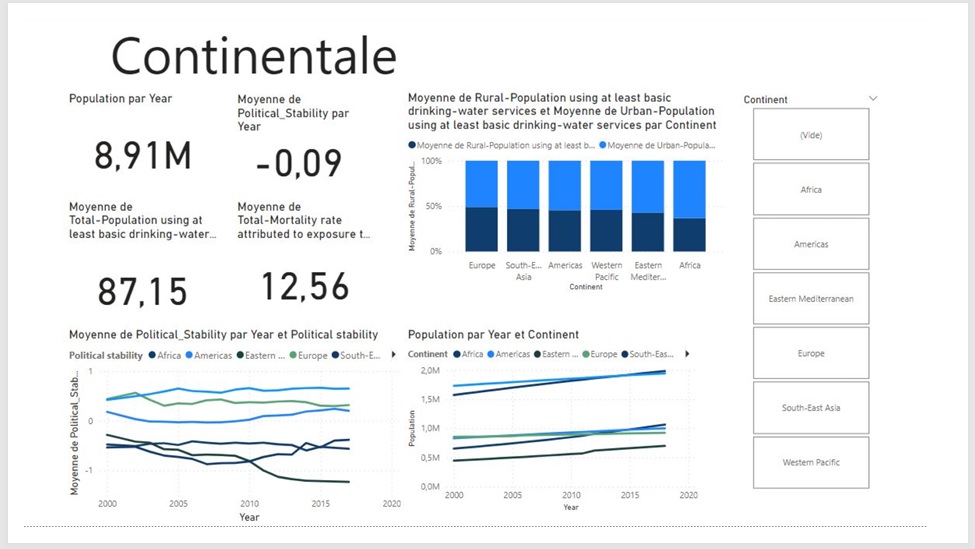 Continentale
Population par Year
8,91M
Moyenne de
Political_Stability par
Year
-0,09
Moyenne de
Total-Population using at
least basic drinking-water...
87,15
Moyenne de
Total-Mortality rate
attributed to exposure t...
12,56
Moyenne de Rural-Population using at least basic
drinking-water services et Moyenne de Urban-Population
using at least basic drinking-water services par Continent
Moyenne de Rural-Population using at least b... Moyenne de Urban-Popula...
Moyenne de Rural-Popul...
100%
50%
0%
Europe South-E... Americas Western Eastern Africa
Asia Pacific Mediter...
Continent
Continent
(Vide)
Africa
Americas
Eastern Mediterranean
Europe
South-East Asia
Western Pacific
Moyenne de Political_Stability par Year et Political stability
Political stability Africa Americas Eastern ... Europe South-E...
Moyenne de Political_Stab...
1
0
-1
2000 2005 2010 2015 2020
Year
Population par Year et Continent
Continent Africa Americas Eastern ... Europe South-Eas...
Population
2,0M
1,5M
1,0M
0,5M
0,0M
2000 2005 2010 2015 2020
Year